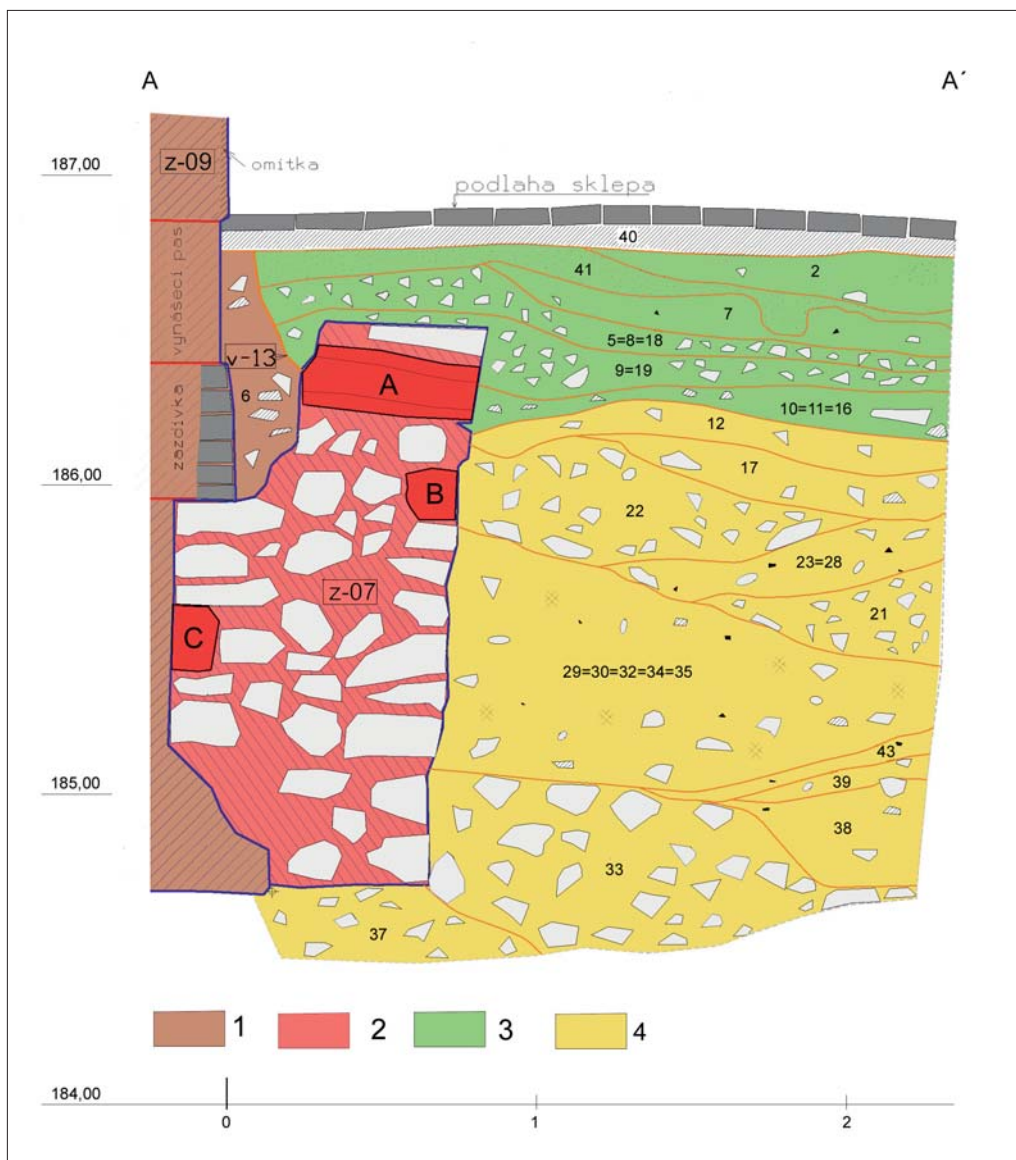 A A´
187,00
z-09
omitka
podlaha sklepa
40
vynášecí pas
41
2
7
5=8=18
v-13
9=19
6
A
10=11=16
zazdívka
12
17
186,00
B
22
23=28
z-07
21
C
29=30=32=34=35
43
185,00
39
38
33
37
1 2 3 4
184,00
0 1 2